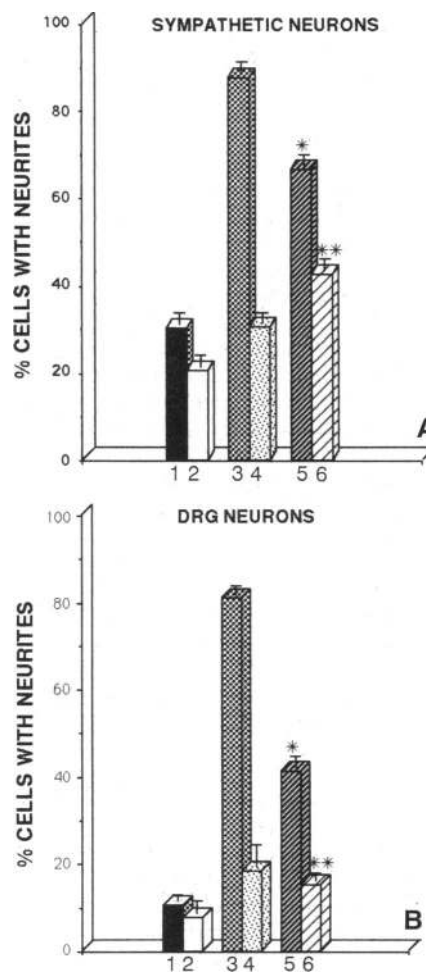 100
SYMPATHETIC NEURONS
80
60
40
20
0
% CELLS WITH NEURITES
*
**
A
1 2 3 4 5 6
100
DRG NEURONS
80
60
40
20
0
% CELLS WITH NEURITES
*
**
B
1 2 3 4 5 6